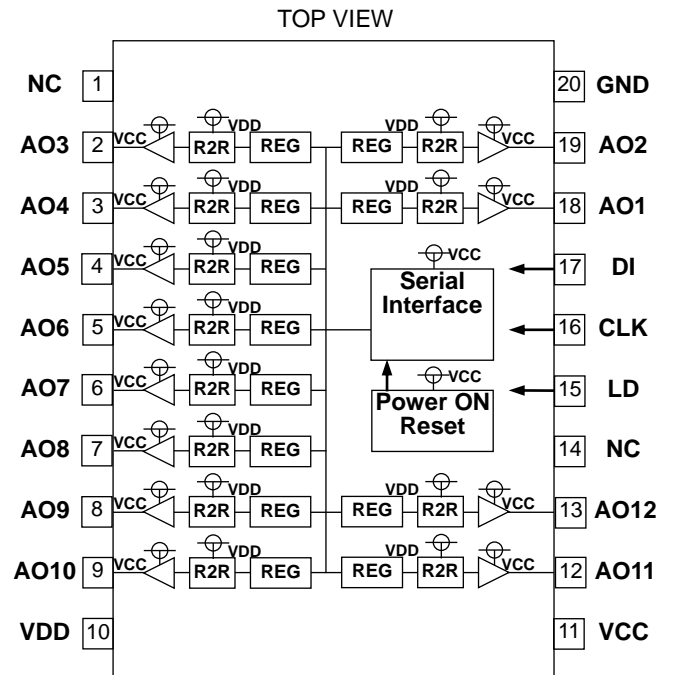 TOP VIEW
NC 1 20 GND
VDD VDD
AO3 2 VCC R2R REG REG R2R VCC 19 AO2
VDD VDD
AO4 3 VCC R2R REG REG R2R VCC 18 AO1
VDD VCC
AO5 4 VCC R2R REG Serial 17 DI
Interface
VDD
AO6 5 VCC R2R REG 16 CLK
VDD VCC
AO7 6 VCC R2R REG Power ON 15 LD
Reset
VDD
AO8 7 VCC R2R REG 14 NC
VDD VDD
AO9 8 VCC R2R REG REG R2R VCC 13 AO12
VDD VDD
AO10 9 VCC R2R REG REG R2R VCC 12 AO11
VDD 10 11 VCC